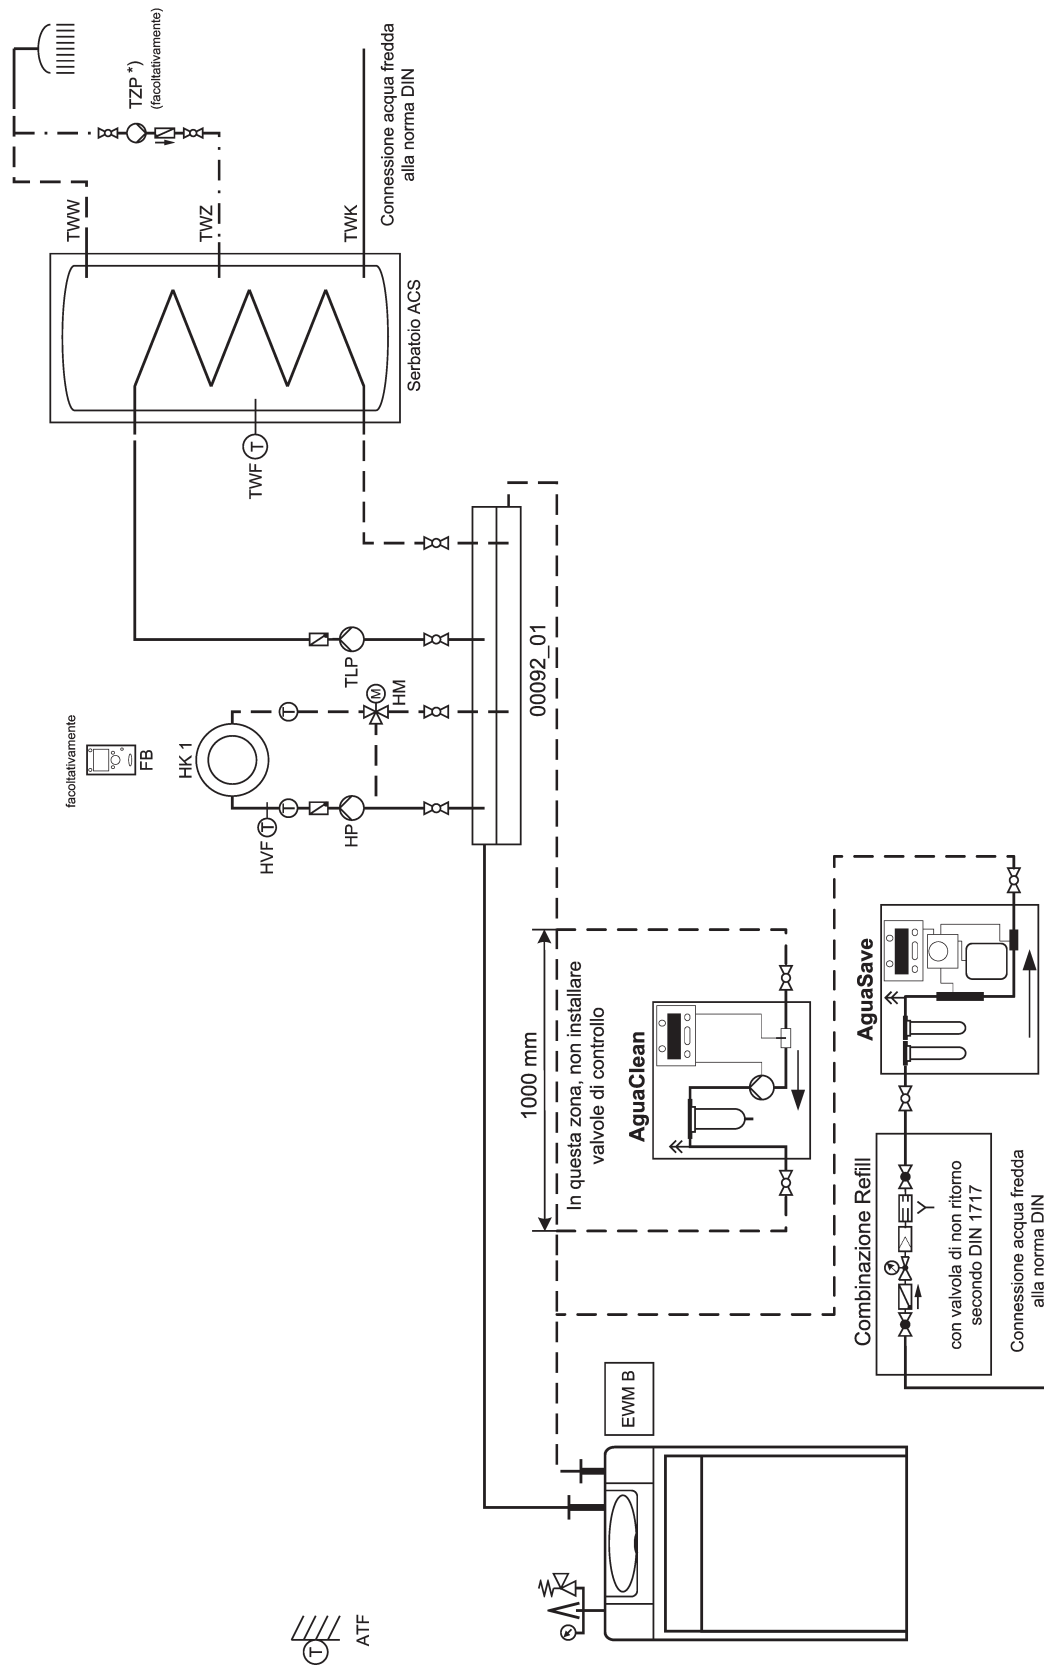 ATF
T
EWM B
Combinazione Refill
con valvola di non ritorno
secondo DIN 1717
Connessione acqua fredda
alla norma DIN
AguaSave
1000 mm
In questa zona, non installare
valvole di controllo
AguaClean
facoltativamente
FB
HK 1
HVF
T
T
HP
T
M
HM
TLP
00092_01
TWF
T
Serbatoio ACS
TWW
TWZ
TWK
TZP *)
(facoltativamente)
Connessione acqua fredda
alla norma DIN